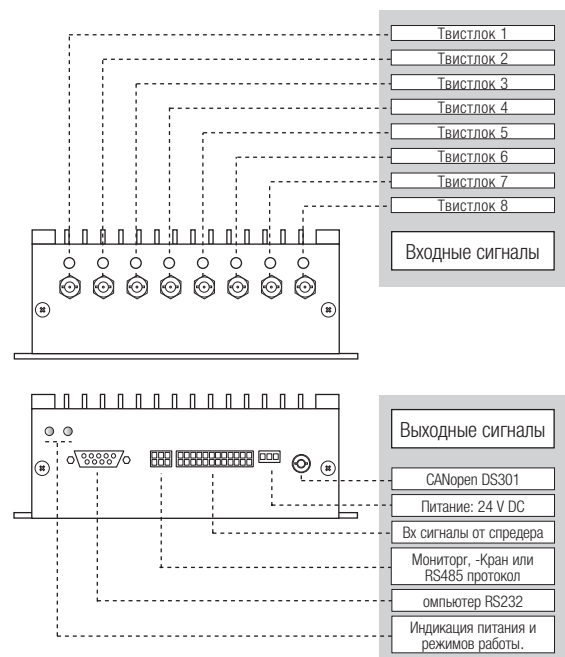 Твистлок 1
Твистлок 2
Твистлок 3
Твистлок 4
Твистлок 5
Твистлок 6
Твистлок 7
Твистлок 8
Входные сигналы
Выходные сигналы
CANopen DS301
Питание: 24 V DC
Вх сигналы от спредера
Мониторг, -Кран или
RS485 протокол
омпьютер RS232
Индикация питания и
режимов работы.